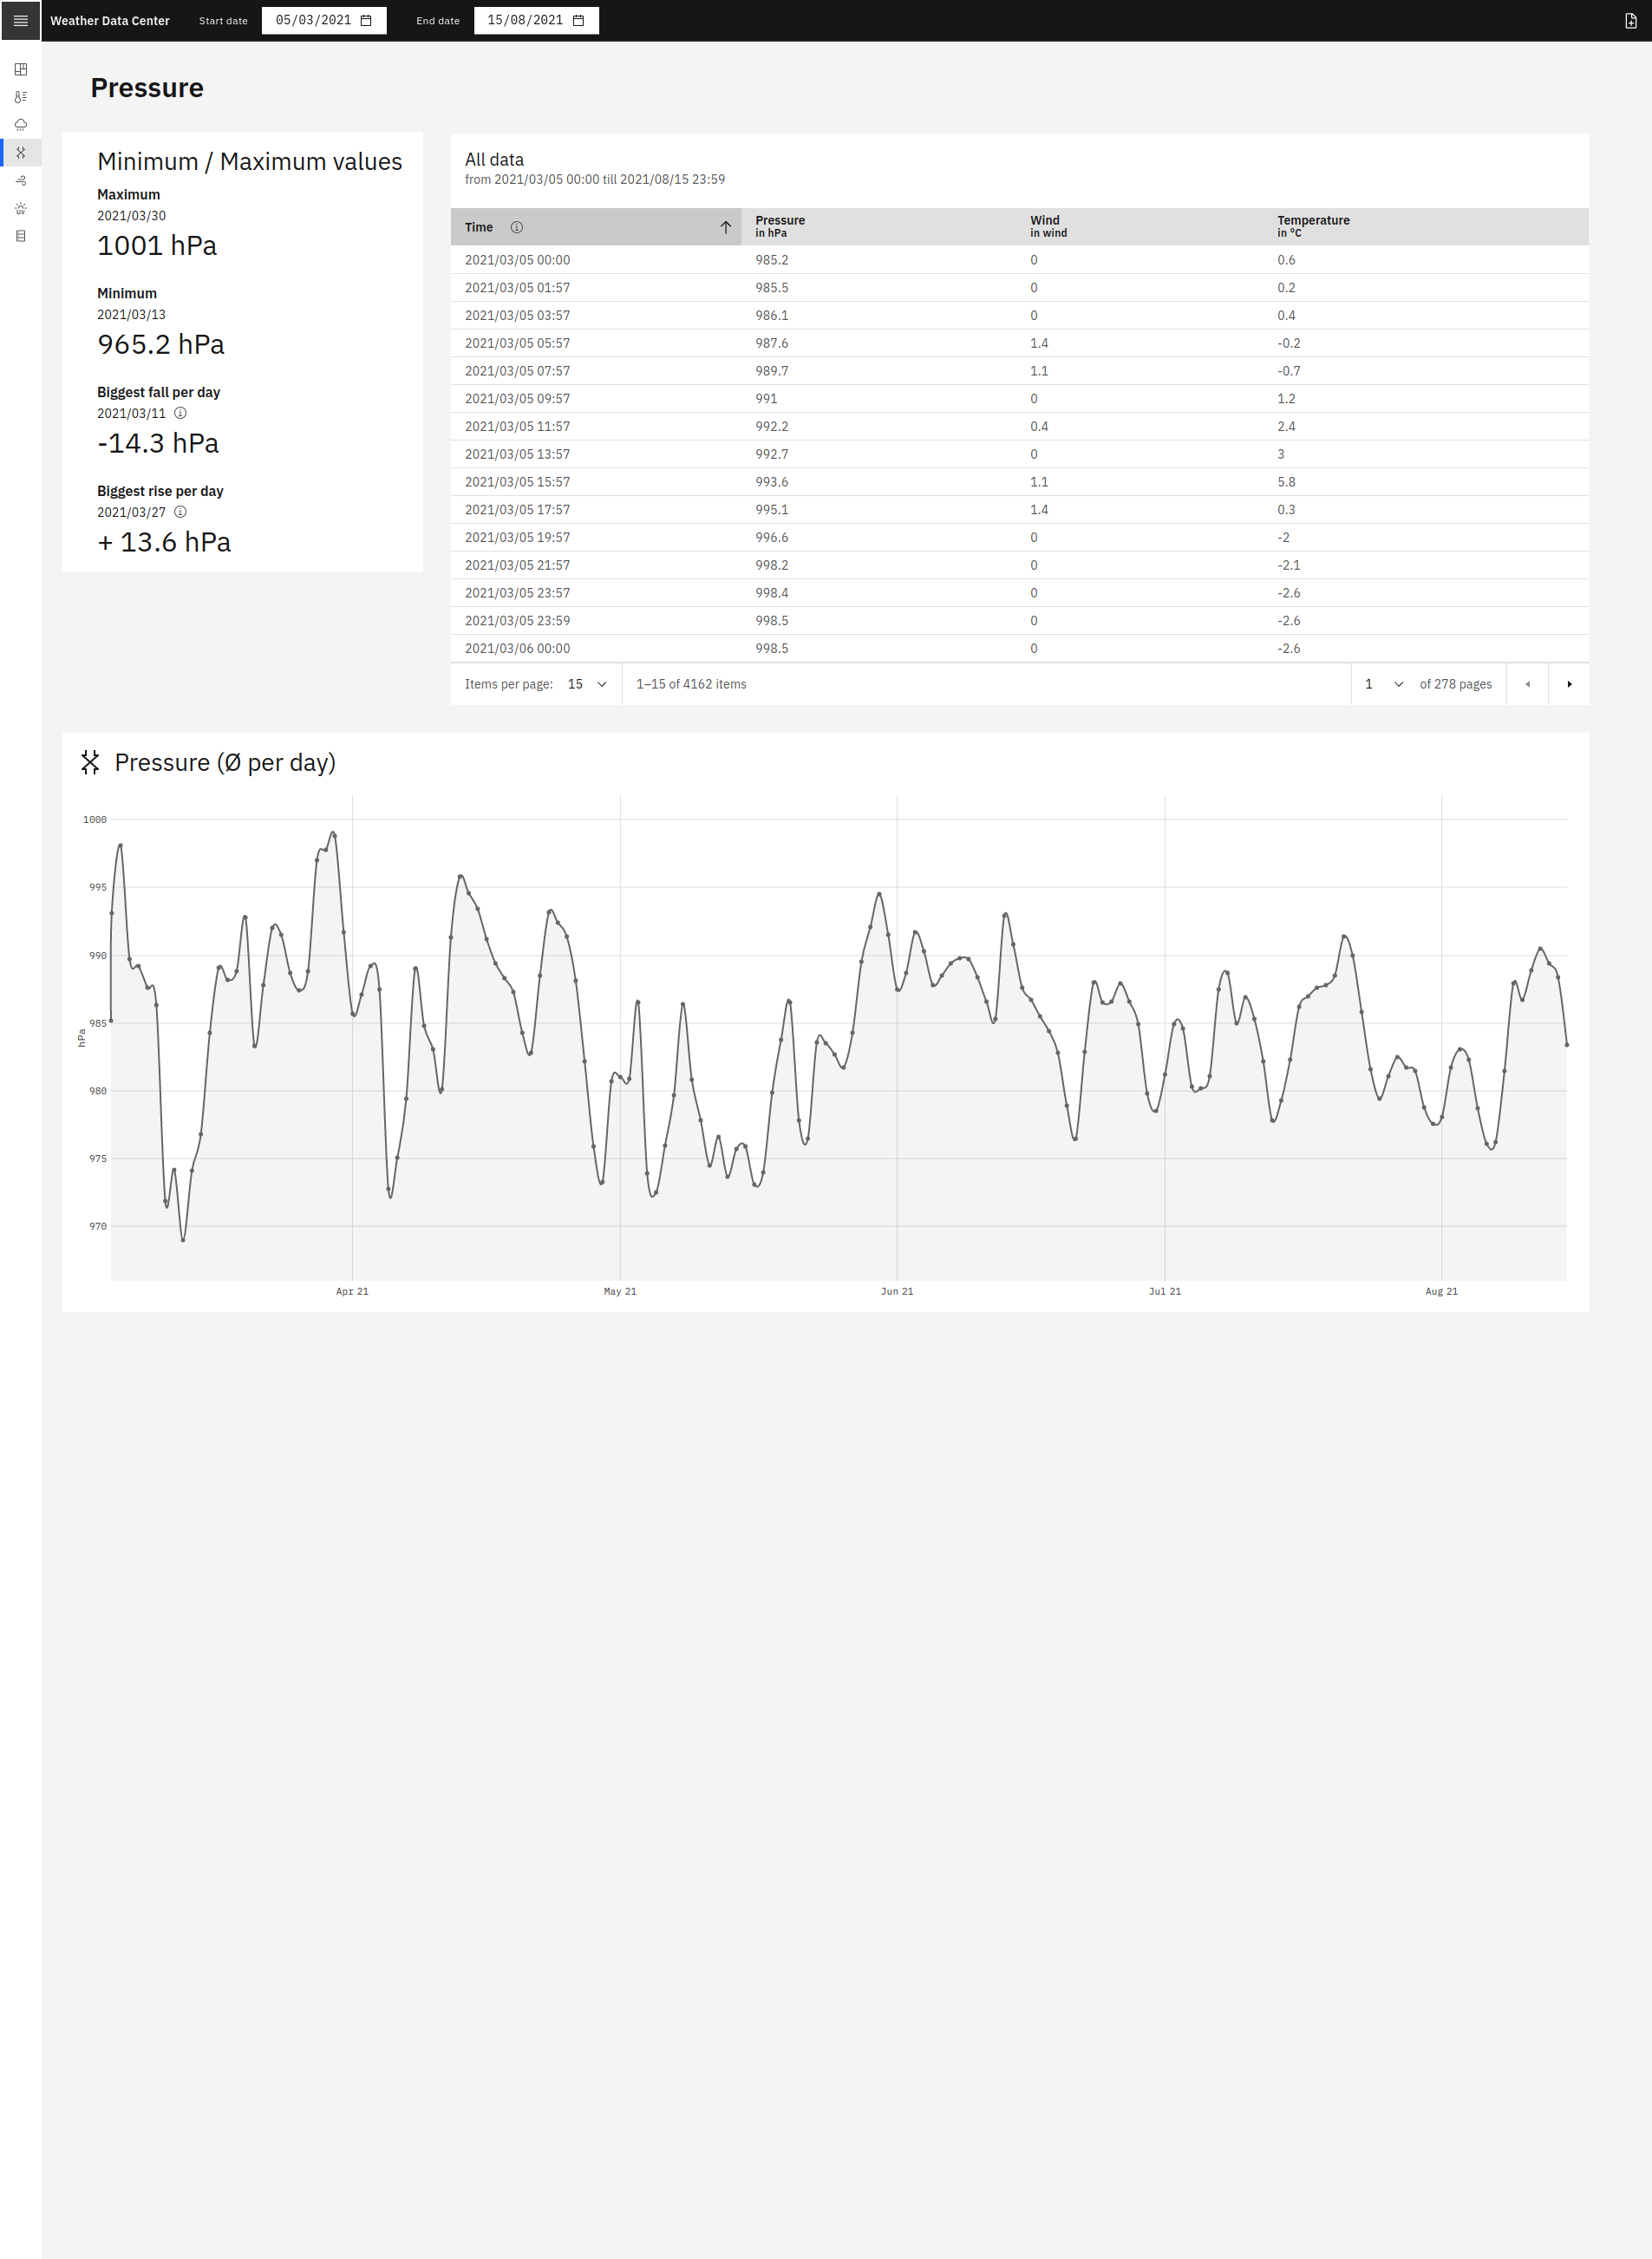 Weather Data Center Start date 05/03/2021 End date 15/08/2021
Pressure
Minimum / Maximum values
Maximum
2021/03/30
1001 hPa
Minimum
2021/03/13
965.2 hPa
Biggest fall per day
2021/03/11
-14.3 hPa
Biggest rise per day
2021/03/27
+ 13.6 hPa
All data
from 2021/03/05 00:00 till 2021/08/15 23:59
Time Pressure in hPa Wind in wind Temperature in °C
2021/03/05 00:00 985.2 0 0.6
2021/03/05 01:57 985.5 0 0.2
2021/03/05 03:57 986.1 0 0.4
2021/03/05 05:57 987.6 1.4 -0.2
2021/03/05 07:57 989.7 1.1 -0.7
2021/03/05 09:57 991 0 1.2
2021/03/05 11:57 992.2 0.4 2.4
2021/03/05 13:57 992.7 0 3
2021/03/05 15:57 993.6 1.1 5.8
2021/03/05 17:57 995.1 1.4 0.3
2021/03/05 19:57 996.6 0 -2
2021/03/05 21:57 998.2 0 -2.1
2021/03/05 23:57 998.4 0 -2.6
2021/03/05 23:59 998.5 0 -2.6
2021/03/06 00:00 998.5 0 -2.6
Items per page: 15 1–15 of 4162 items 1 of 278 pages
Pressure (Ø per day)
1000
995
990
985
hPa
980
975
970
Apr 21 May 21 Jun 21 Jul 21 Aug 21